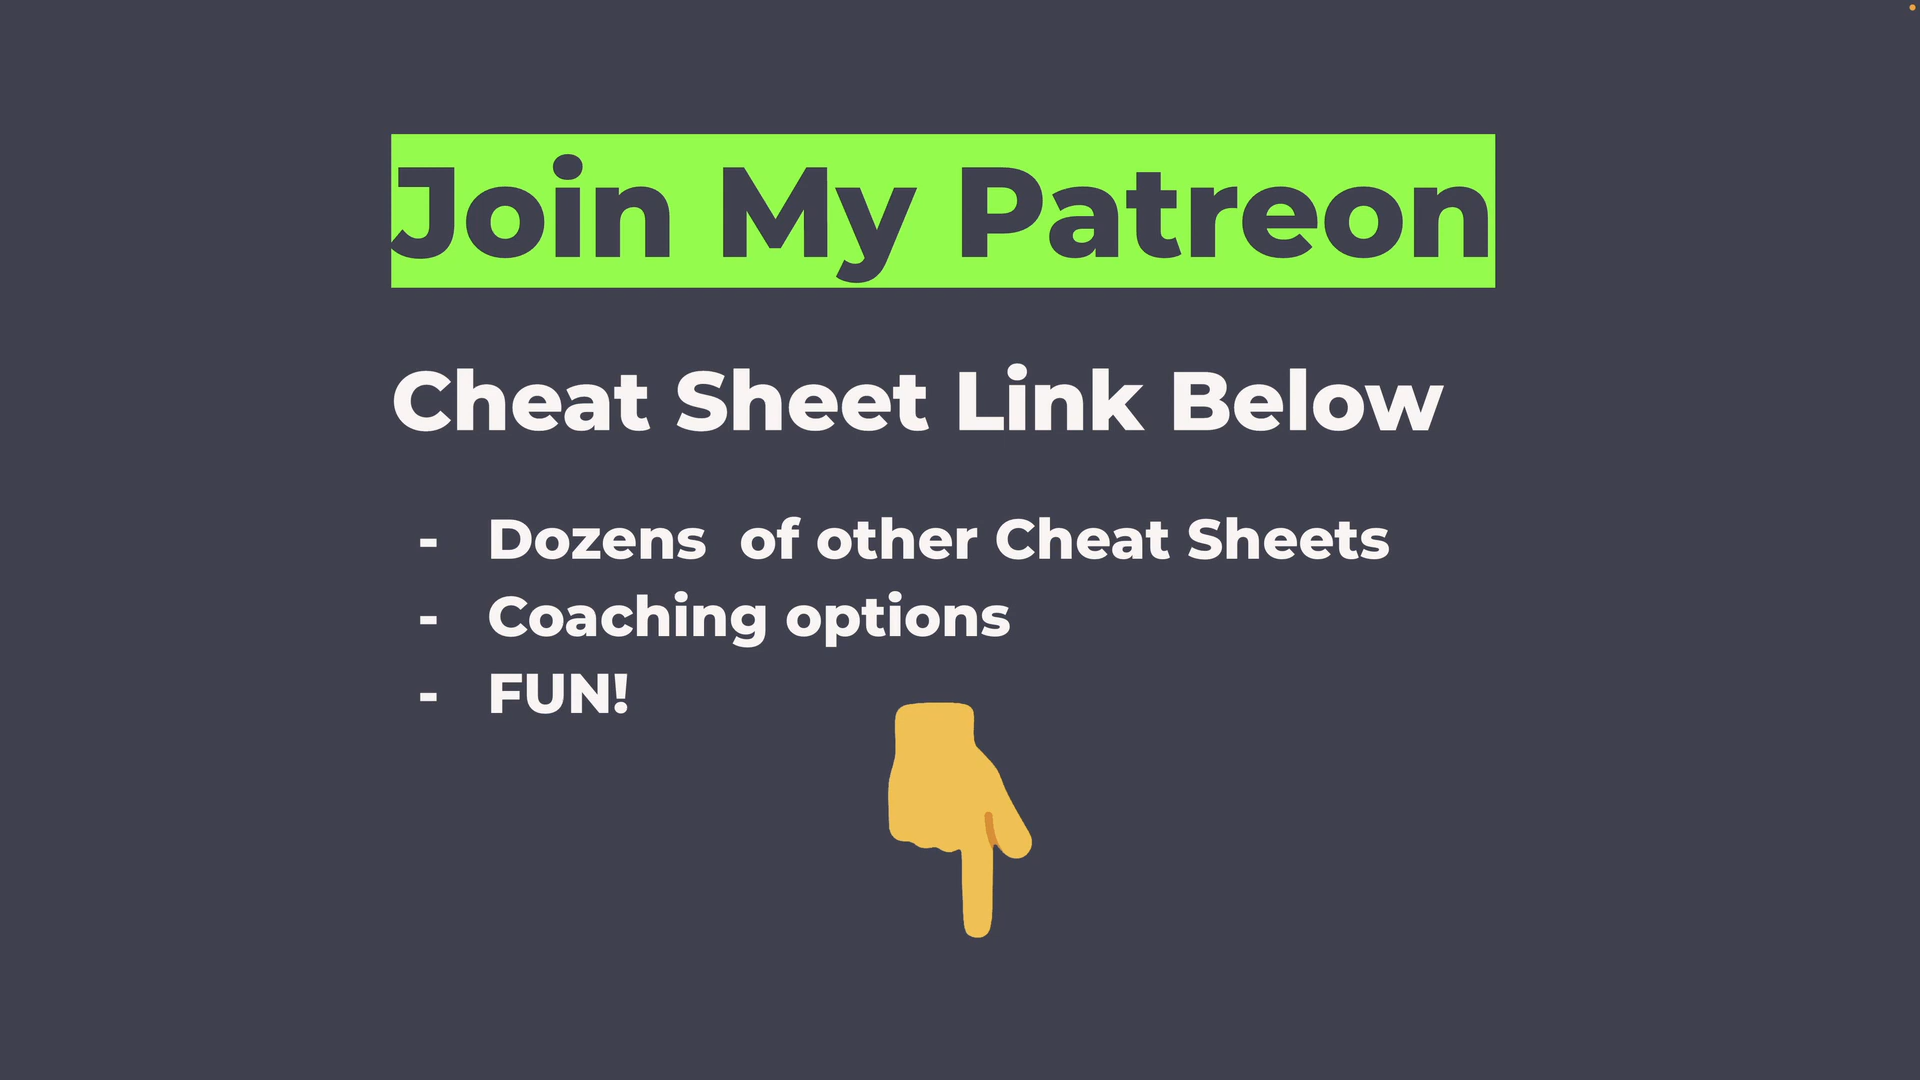 Join My Patreon
Cheat Sheet Link Below
- Dozens  of other Cheat Sheets
- Coaching options
- FUN!